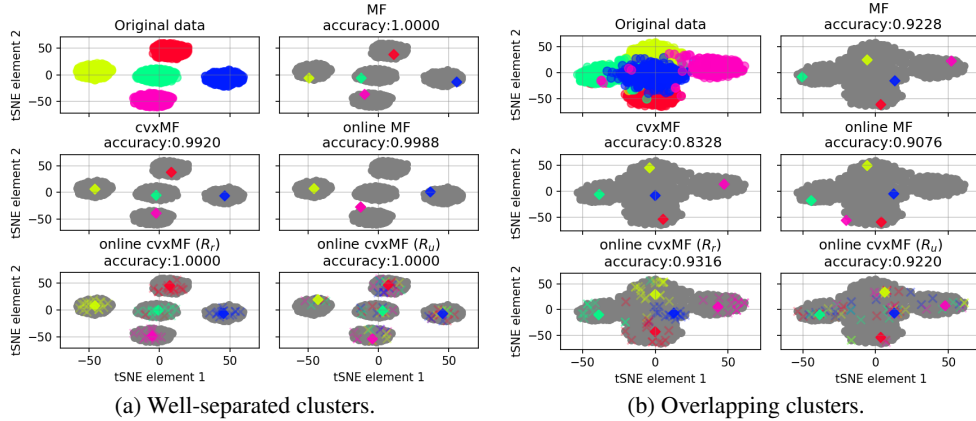 Original data
MF
accuracy:1.0000
tSNE element 2
50
0
−50
cvxMF
accuracy:0.9920
online MF
accuracy:0.9988
tSNE element 2
50
0
−50
online cvxMF (Rr)
accuracy:1.0000
online cvxMF (Ru)
accuracy:1.0000
tSNE element 2
50
0
−50
−50 0 50
−50 0 50
tSNE element 1
tSNE element 1
(a) Well-separated clusters.
Original data
MF
accuracy:0.9228
tSNE element 2
50
0
−50
cvxMF
accuracy:0.8328
online MF
accuracy:0.9076
tSNE element 2
50
0
−50
online cvxMF (Rr)
accuracy:0.9316
online cvxMF (Ru)
accuracy:0.9220
tSNE element 2
50
0
−50
−50 0 50
−50 0 50
tSNE element 1
tSNE element 1
(b) Overlapping clusters.